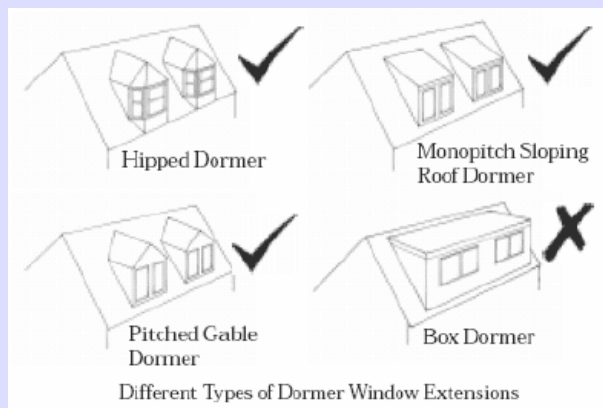 Hipped Dormer
Monopitch Sloping
Roof Dormer
Pitched Gable
Dormer
Box Dormer
Different Types of Dormer Window Extensions